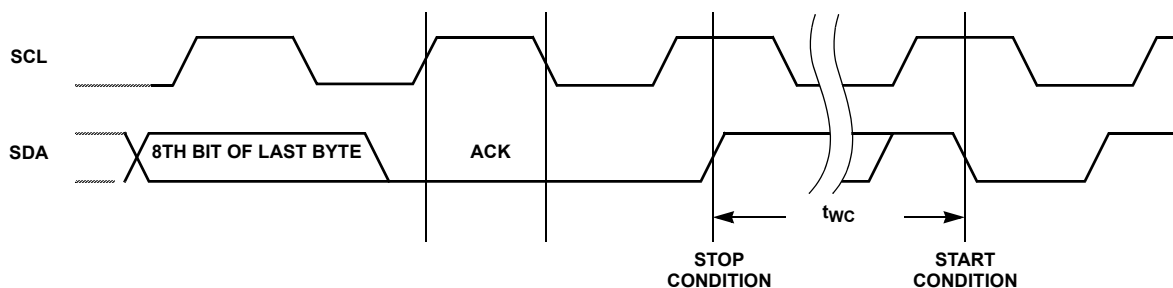 SCL
SDA
8TH BIT OF LAST BYTE
ACK
tWC
STOP
CONDITION
START
CONDITION